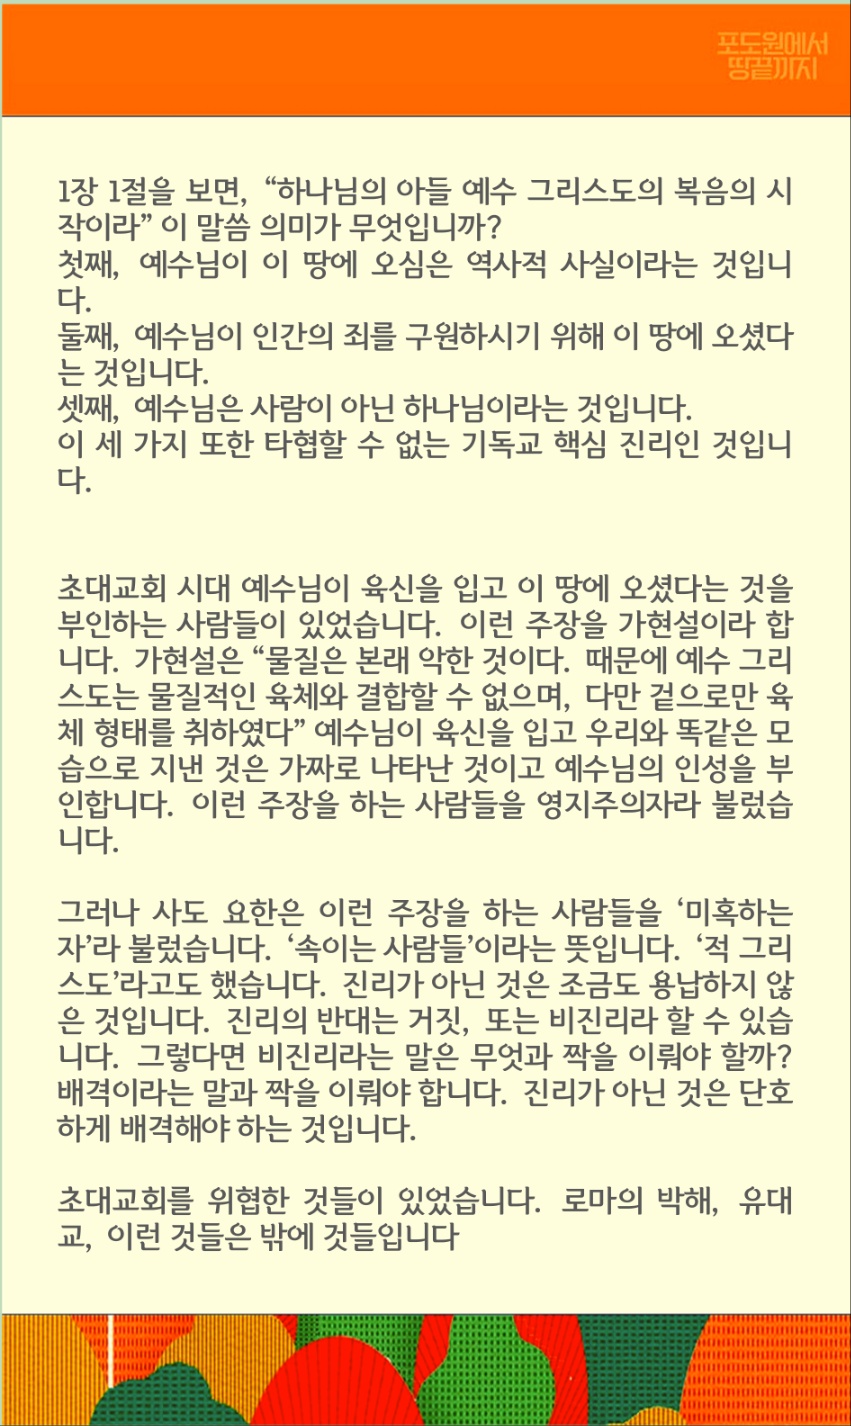 포도원에서
땅끝까지
1장 1절을 보면, “하나님의 아들 예수 그리스도의 복음의 시
작이라” 이 말씀 의미가 무엇입니까?
첫째, 예수님이 이 땅에 오심은 역사적 사실이라는 것입니
다.
둘째, 예수님이 인간의 죄를 구원하시기 위해 이 땅에 오셨다
는 것입니다.
셋째, 예수님은 사람이 아닌 하나님이라는 것입니다.
이 세 가지 또한 타협할 수 없는 기독교 핵심 진리인 것입니
다.
초대교회 시대 예수님이 육신을 입고 이 땅에 오셨다는 것을
부인하는 사람들이 있었습니다. 이런 주장을 가현설이라 합
니다. 가현설은 “물질은 본래 악한 것이다. 때문에 예수 그리
스도는 물질적인 육체와 결합할 수 없으며, 다만 겉으로만 육
체 형태를 취하였다” 예수님이 육신을 입고 우리와 똑같은 모
습으로 지낸 것은 가짜로 나타난 것이고 예수님의 인성을 부
인합니다. 이런 주장을 하는 사람들을 영지주의자라 불렀습
니다.
그러나 사도 요한은 이런 주장을 하는 사람들을 ‘미혹하는
자’라 불렀습니다. ‘속이는 사람들’이라는 뜻입니다. ‘적 그리
스도’라고도 했습니다. 진리가 아닌 것은 조금도 용납하지 않
은 것입니다. 진리의 반대는 거짓, 또는 비진리라 할 수 있습
니다. 그렇다면 비진리라는 말은 무엇과 짝을 이뤄야 할까?
배격이라는 말과 짝을 이뤄야 합니다. 진리가 아닌 것은 단호
하게 배격해야 하는 것입니다.
초대교회를 위협한 것들이 있었습니다. 로마의 박해, 유대
교, 이런 것들은 밖에 것들입니다